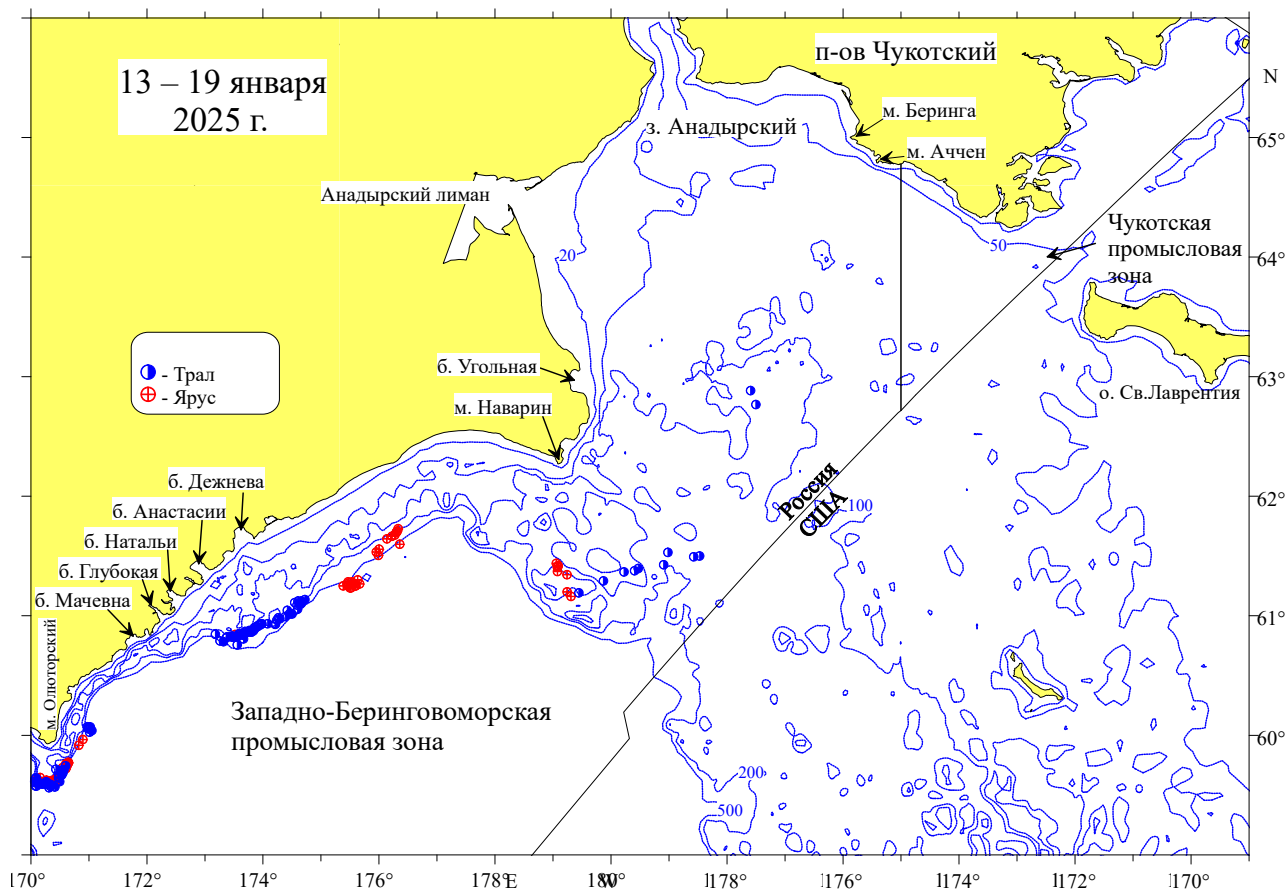 13 – 19 января
2025 г.
п-ов Чукотский
N
м. Беринга
з. Анадырский
65°
м. Аччен
Анадырский лиман
Чукотская
промысловая
зона
50
20
64°
б. Угольная
63°
- Трал
- Ярус
о. Св.Лаврентия
м. Наварин
б. Дежнева
62°
Россия
США
100
б. Анастасии
б. Натальи
б. Глубокая
б. Мачевна
61°
м. Олюторский
Западно-Беринговоморская
промысловая зона
60°
200
500
170 172 174 176 178 E 180 W 178 176 174 172 170°